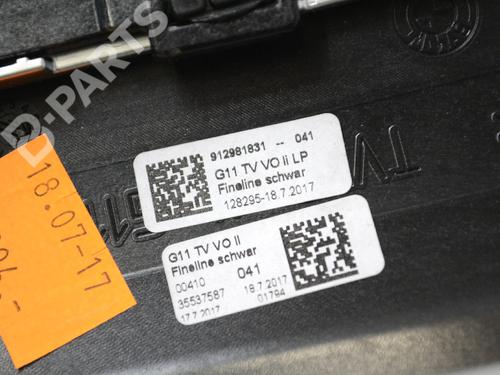 D-PARTS
18.07-17
912981831 -- 041
G11 TV VO li LP
Fineline schwar
128295-18.7.2017
G11 TV VO li
Fineline schwar
00410 041
35537587 18.7.2017
17.7.2017 01794
TV